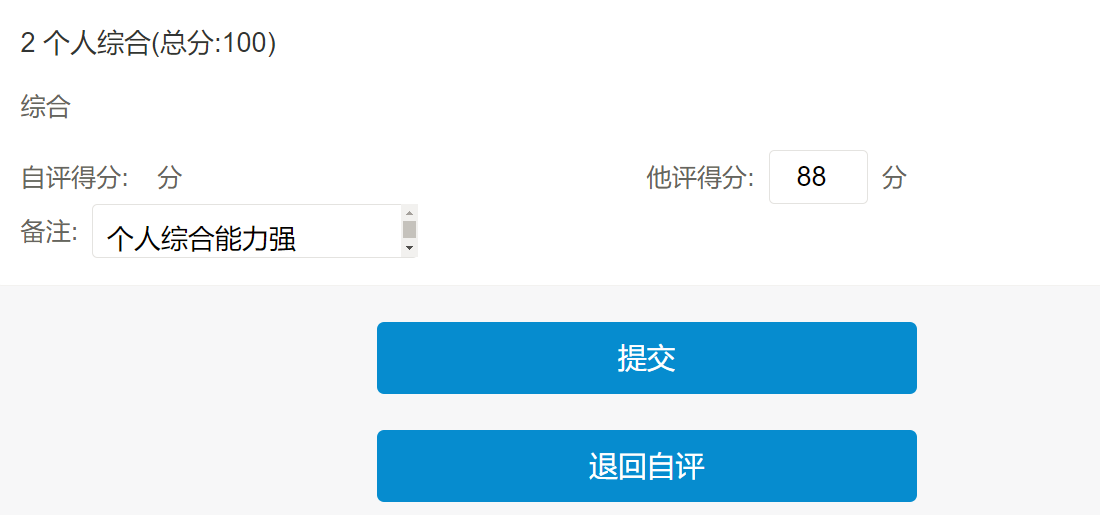 2 个人综合(总分:100)
综合
自评得分: 分 他评得分: 88 分
备注: 个人综合能力强
提交
退回自评